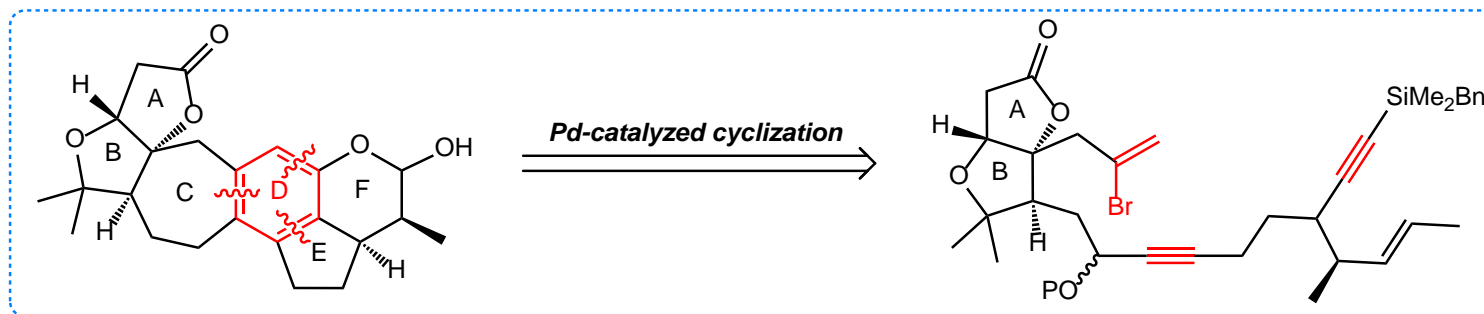 O
A
H
O
O
B
C
D
E
F
O
OH
H
H
Pd-catalyzed cyclization
O
A
H
O
O
B
Br
H
PO
SiMe₂Bn